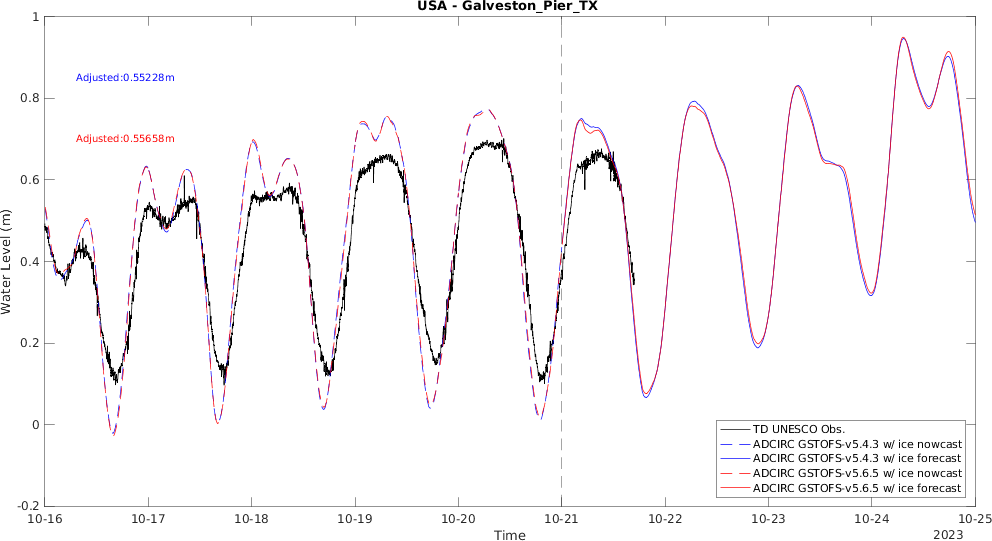 USA - Galveston_Pier_TX
1
0.8
0.6
0.4
0.2
0
-0.2
Water Level (m)
Adjusted:0.55228m
Adjusted:0.55658m
TD UNESCO Obs.
ADCIRC GSTOFS-v5.4.3 w/ ice nowcast
ADCIRC GSTOFS-v5.4.3 w/ ice forecast
ADCIRC GSTOFS-v5.6.5 w/ ice nowcast
ADCIRC GSTOFS-v5.6.5 w/ ice forecast
10-16 10-17 10-18 10-19 10-20 10-21 10-22 10-23 10-24 10-25
Time
2023